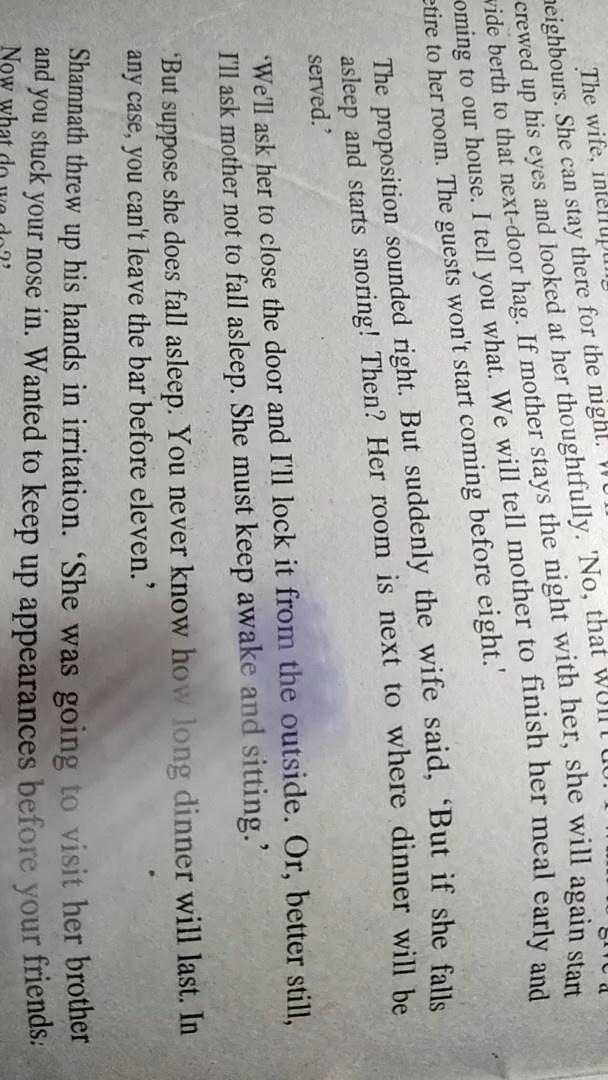 The wife, interrupting
neighbours. She can stay there for the night.
crewed up his eyes and looked at her thoughtfully. 'No, that won't do. I
vide berth to that next-door hag. If mother stays the night with her, she will again start
oming to our house. I tell you what. We will tell mother to finish her meal early and
etire to her room. The guests won't start coming before eight.'
The proposition sounded right. But suddenly the wife said, 'But if she falls
asleep and starts snoring! Then? Her room is next to where dinner will be
served.'
'We'll ask her to close the door and I'll lock it from the outside. Or, better still,
I'll ask mother not to fall asleep. She must keep awake and sitting.'
'But suppose she does fall asleep. You never know how long dinner will last. In
any case, you can't leave the bar before eleven.'
Shamnath threw up his hands in irritation. 'She was going to visit her brother
and you stuck your nose in. Wanted to keep up appearances before your friends.
Now what do we do?'